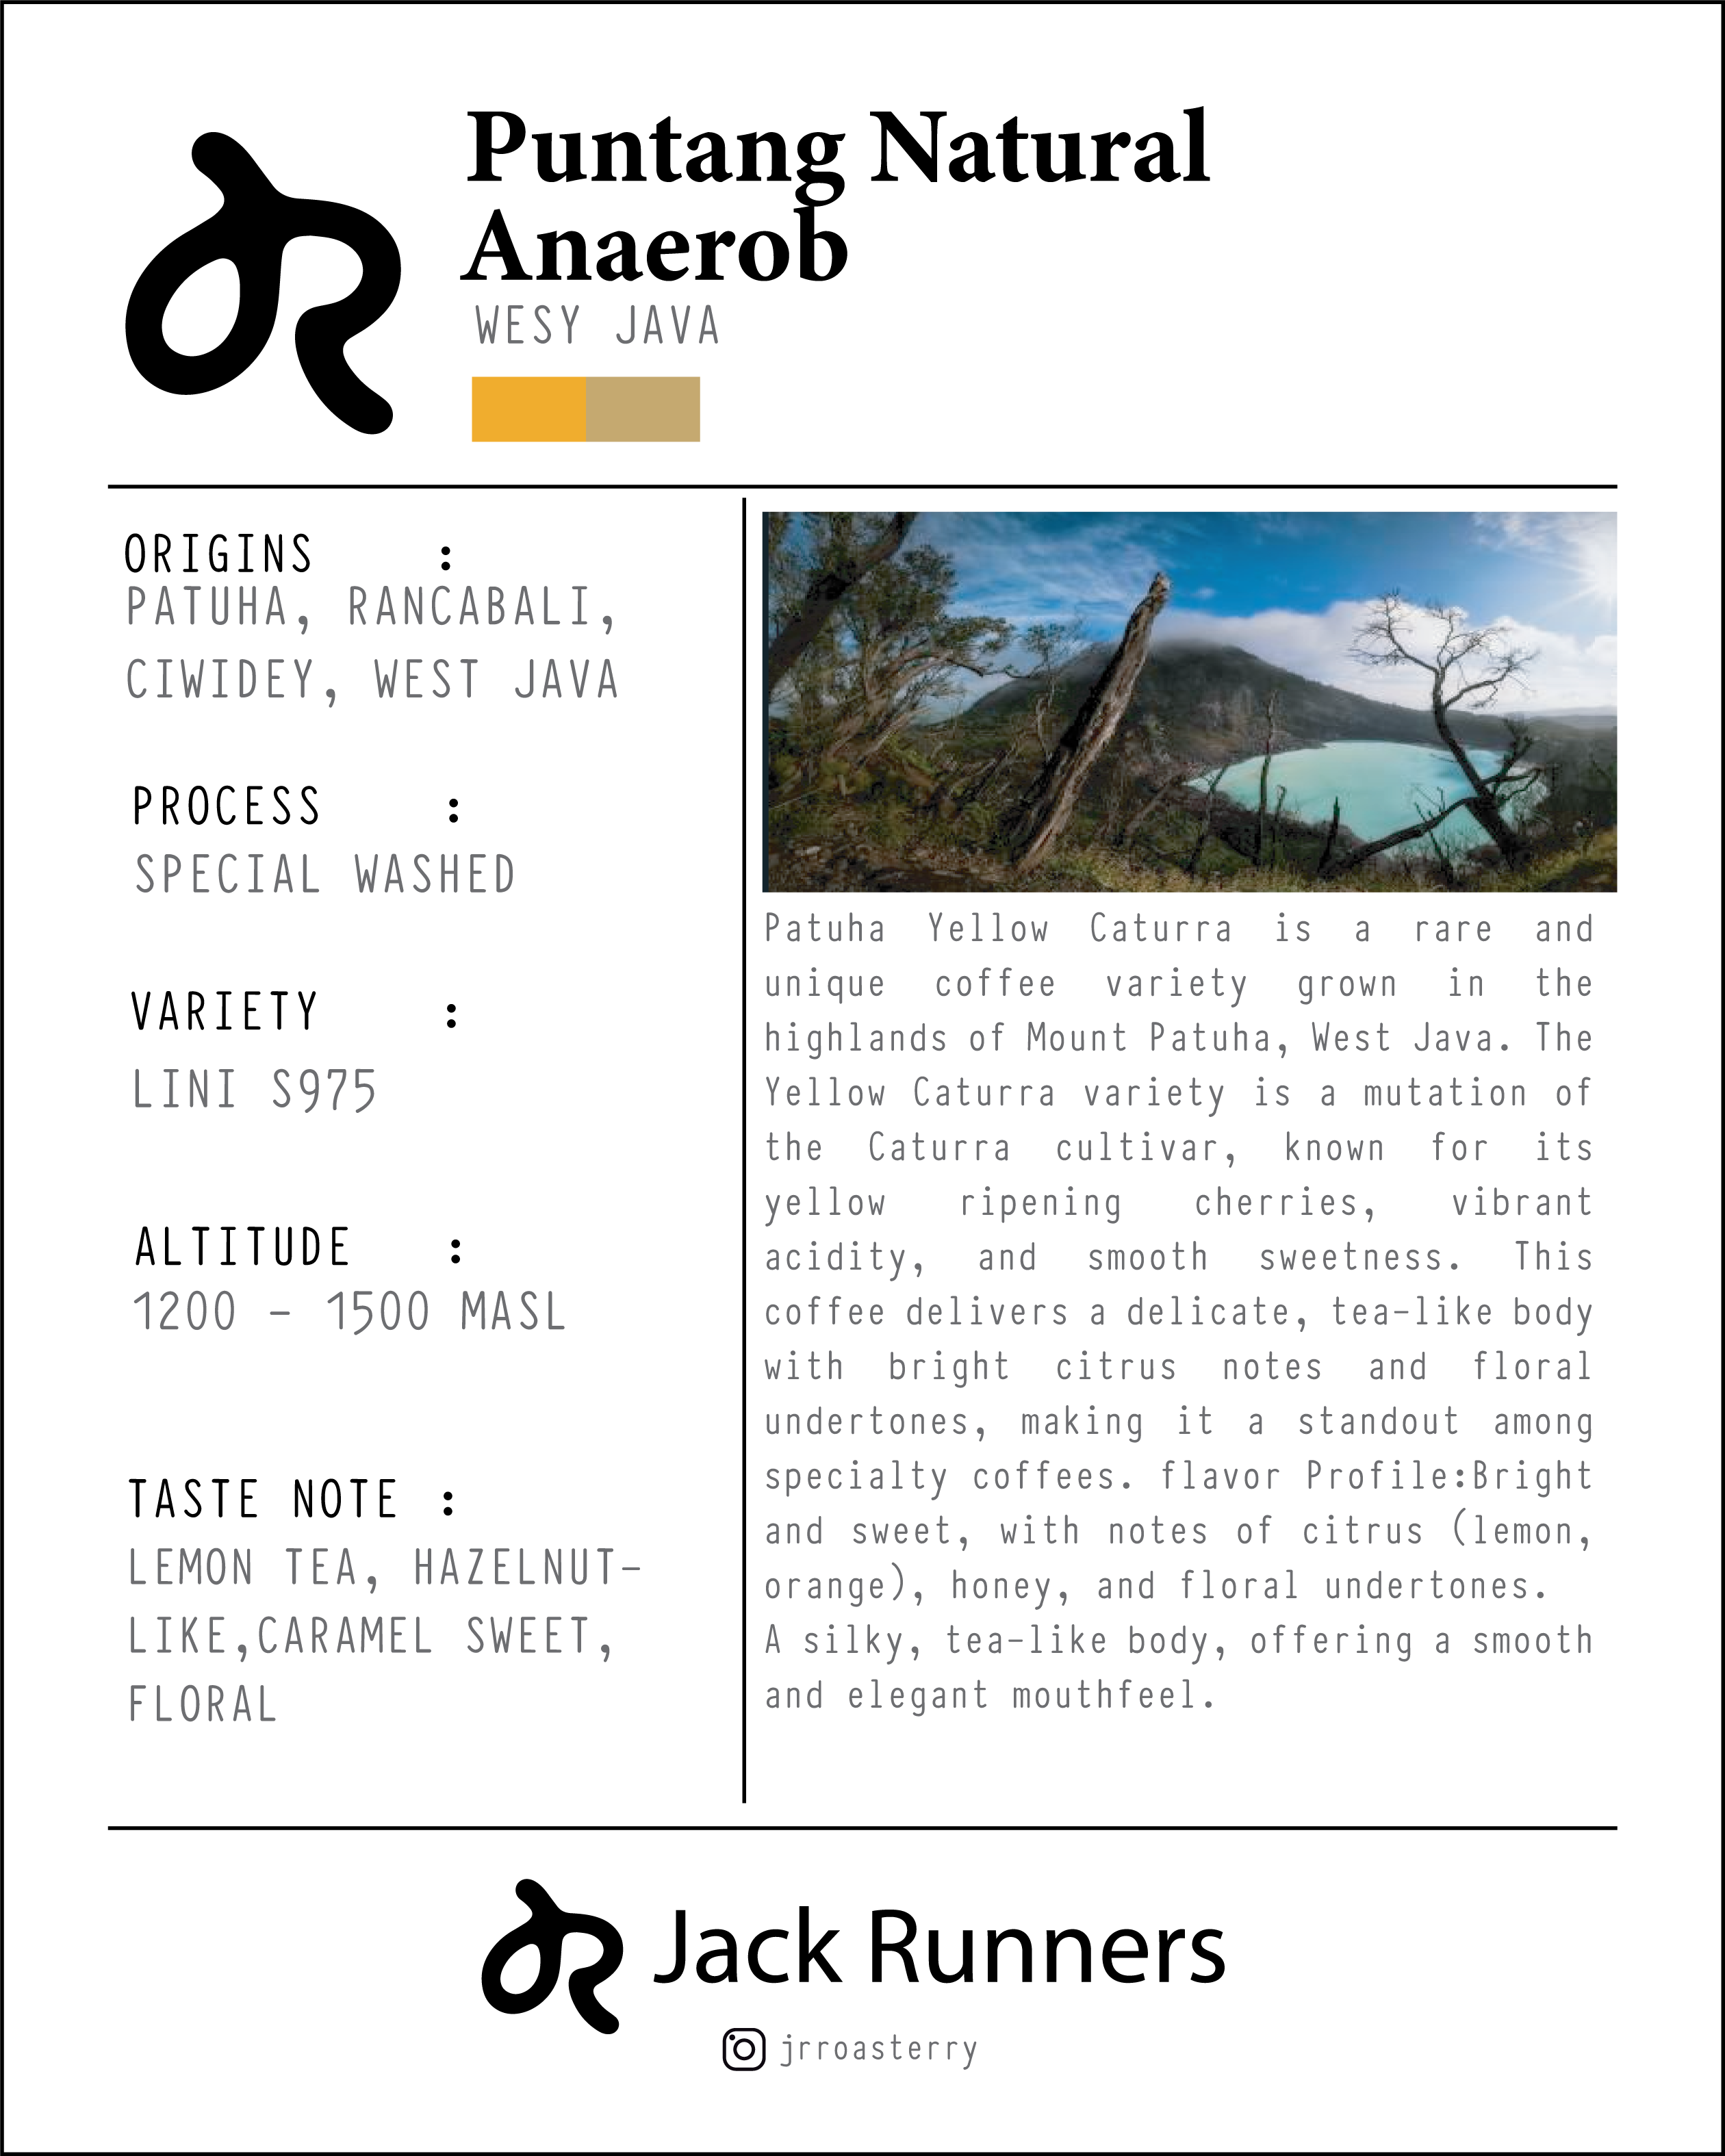 Puntang Natural
Anaerob
WESY JAVA
ORIGINS :
PATUHA, RANCABALI,
CIWIDEY, WEST JAVA
PROCESS :
SPECIAL WASHED
VARIETY :
LINI S975
ALTITUDE :
1200 - 1500 MASL
TASTE NOTE :
LEMON TEA, HAZELNUT-
LIKE,CARAMEL SWEET,
FLORAL
Patuha Yellow Caturra is a rare and
unique coffee variety grown in the
highlands of Mount Patuha, West Java. The
Yellow Caturra variety is a mutation of
the Caturra cultivar, known for its
yellow ripening cherries, vibrant
acidity, and smooth sweetness. This
coffee delivers a delicate, tea-like body
with bright citrus notes and floral
undertones, making it a standout among
specialty coffees. flavor Profile:Bright
and sweet, with notes of citrus (lemon,
orange), honey, and floral undertones.
A silky, tea-like body, offering a smooth
and elegant mouthfeel.
Jack Runners
jrroasterry